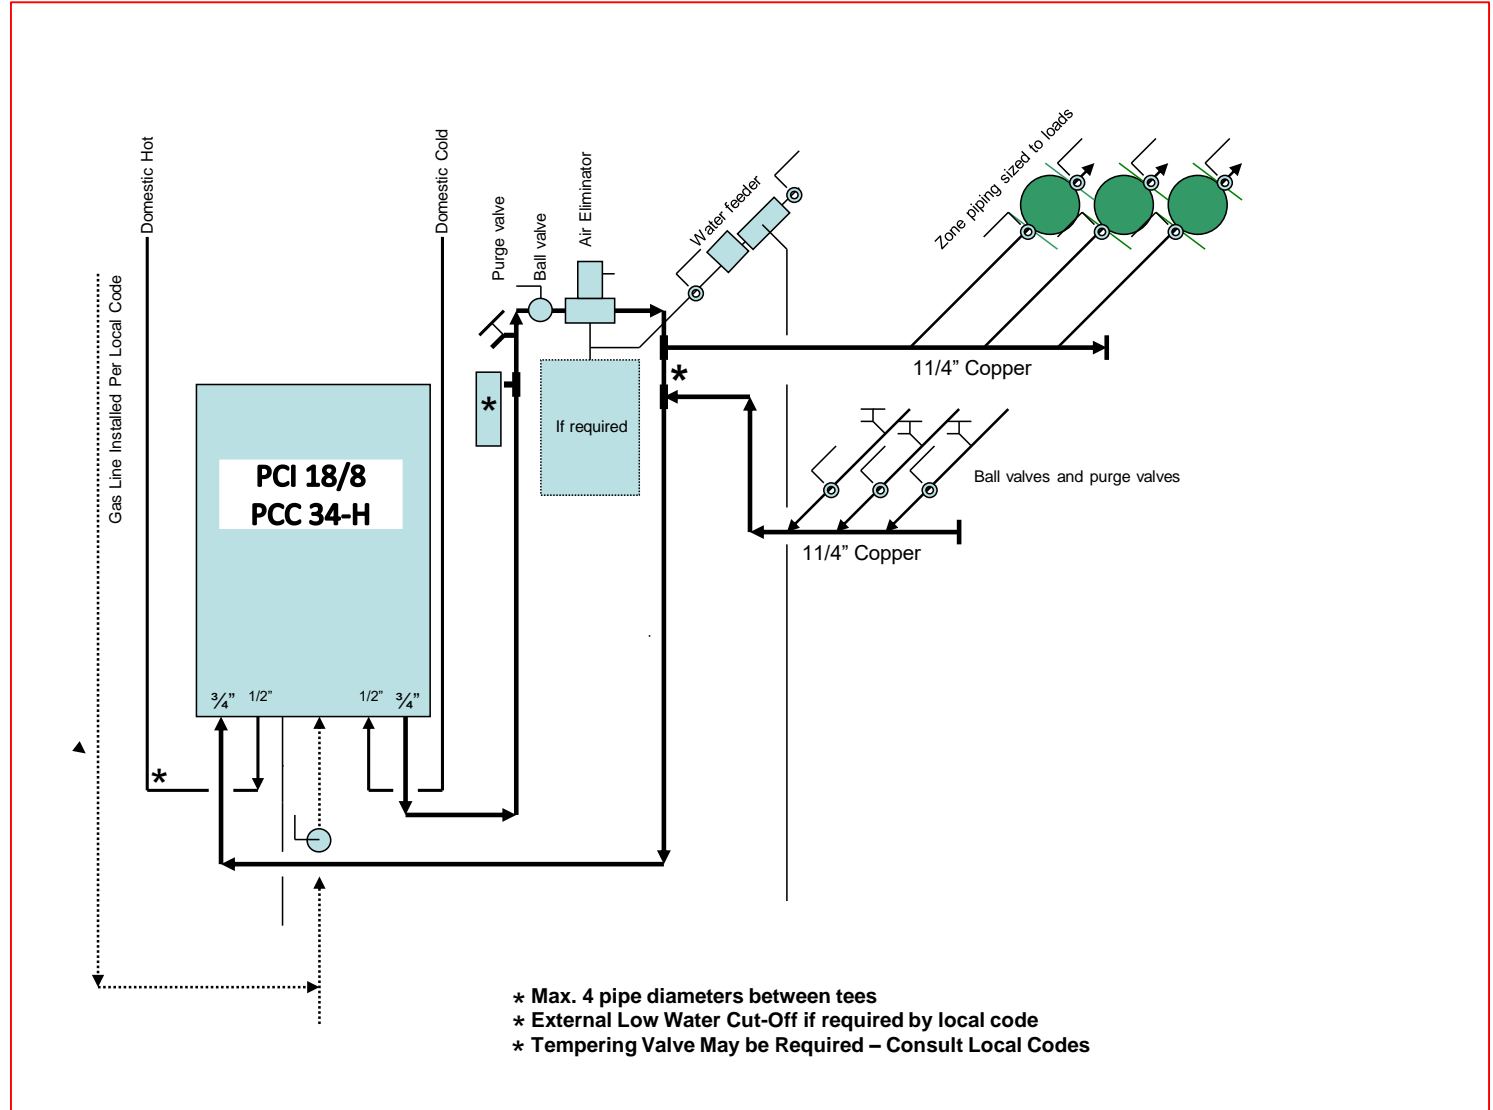 Domestic Hot
Domestic Cold
Gas Line Installed Per Local Code
Purge valve
Ball valve
Air Eliminator
Water feeder
Zone piping sized to loads
11/4” Copper
*
*
If required
PCI 18/8
PCC 34-H
Ball valves and purge valves
11/4” Copper
¾” 1/2” 1/2” ¾”
*
* Max. 4 pipe diameters between tees
* External Low Water Cut-Off if required by local code
* Tempering Valve May be Required – Consult Local Codes